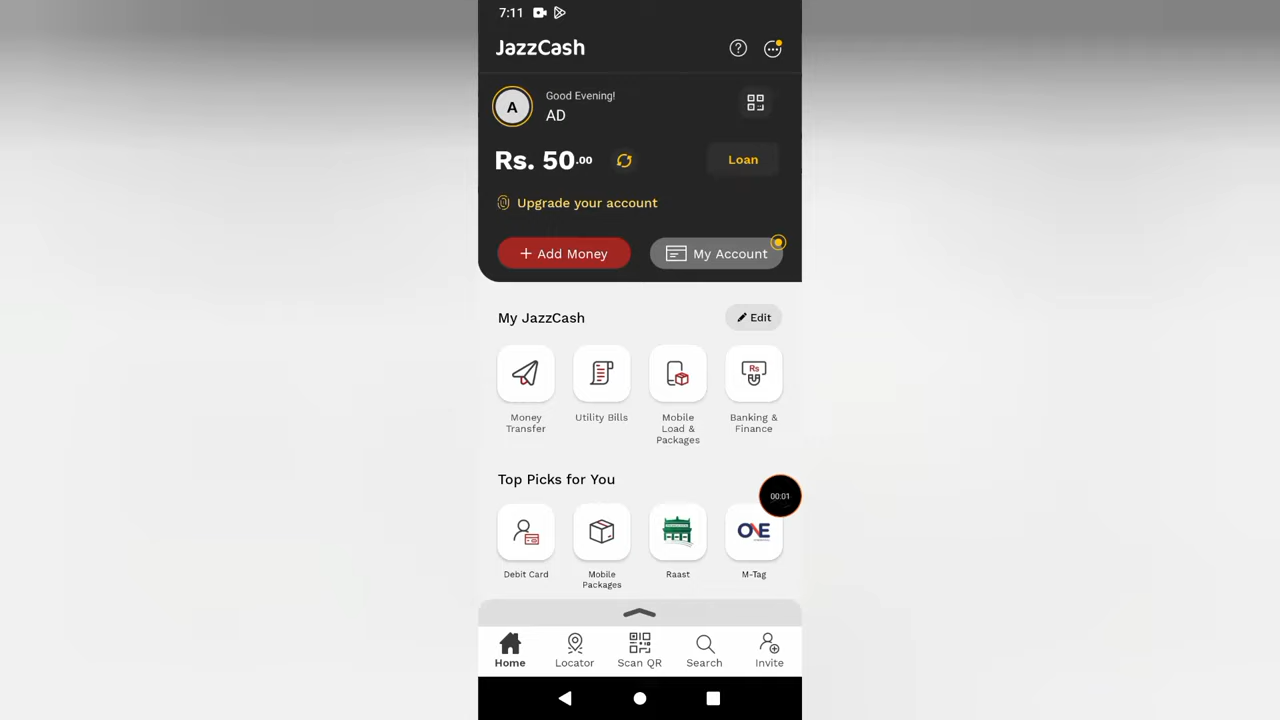 7:11
JazzCash
Good Evening!
A
AD
Rs. 50.00
Loan
Upgrade your account
+ Add Money
My Account
My JazzCash
Edit
Rs
Money
Transfer
Utility Bills
Mobile
Load &
Packages
Banking &
Finance
Top Picks for You
00:01
ONE
Debit Card
Mobile
Packages
Raast
M-Tag
Home
Locator
Scan QR
Search
Invite